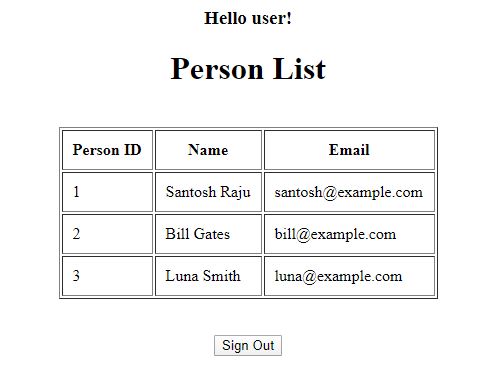 Hello user!
Person List
Person ID Name Email
1 Santosh Raju santosh@example.com
2 Bill Gates bill@example.com
3 Luna Smith luna@example.com
Sign Out